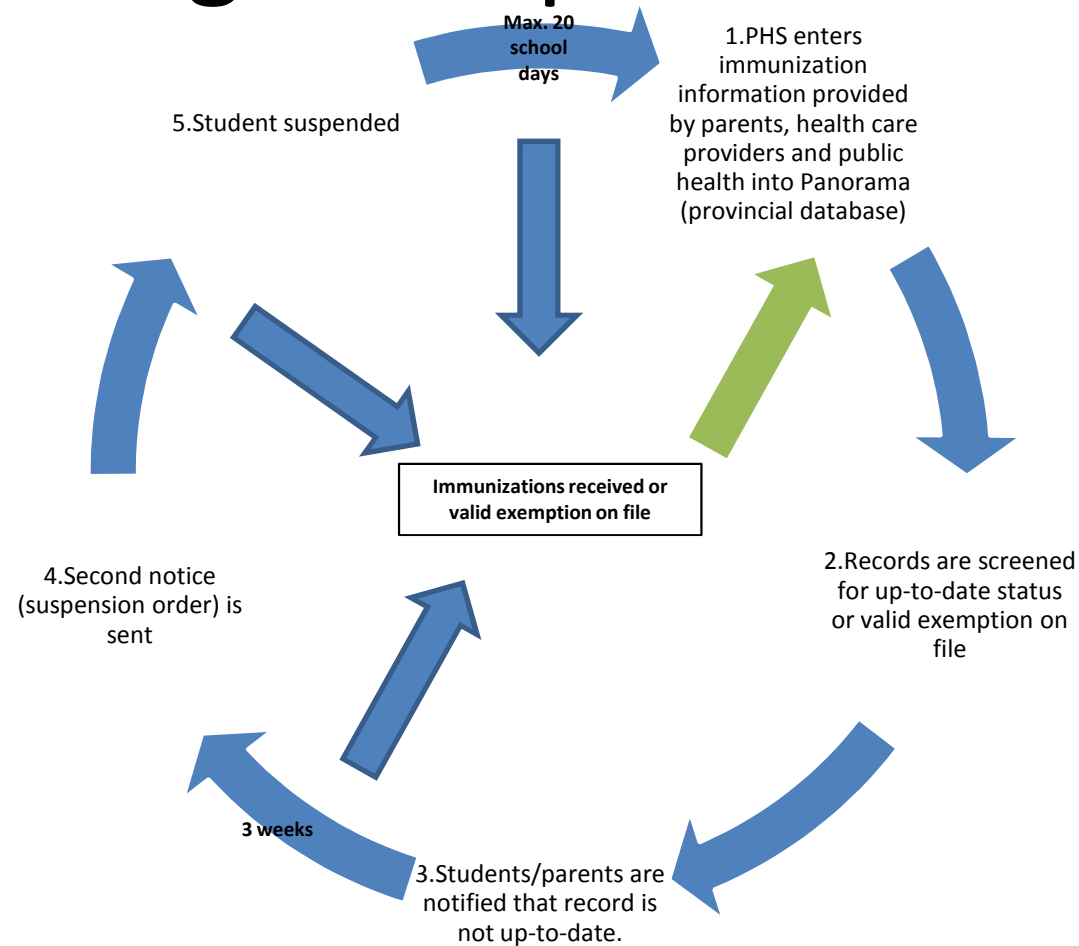 Max. 20
school
days
1.PHS enters
immunization
information provided
by parents, health care
providers and public
health into Panorama
(provincial database)
5.Student suspended
Immunizations received or
valid exemption on file
2.Records are screened
for up-to-date status
or valid exemption on
file
4.Second notice
(suspension order) is
sent
3 weeks
3.Students/parents are
notified that record is
not up-to-date.